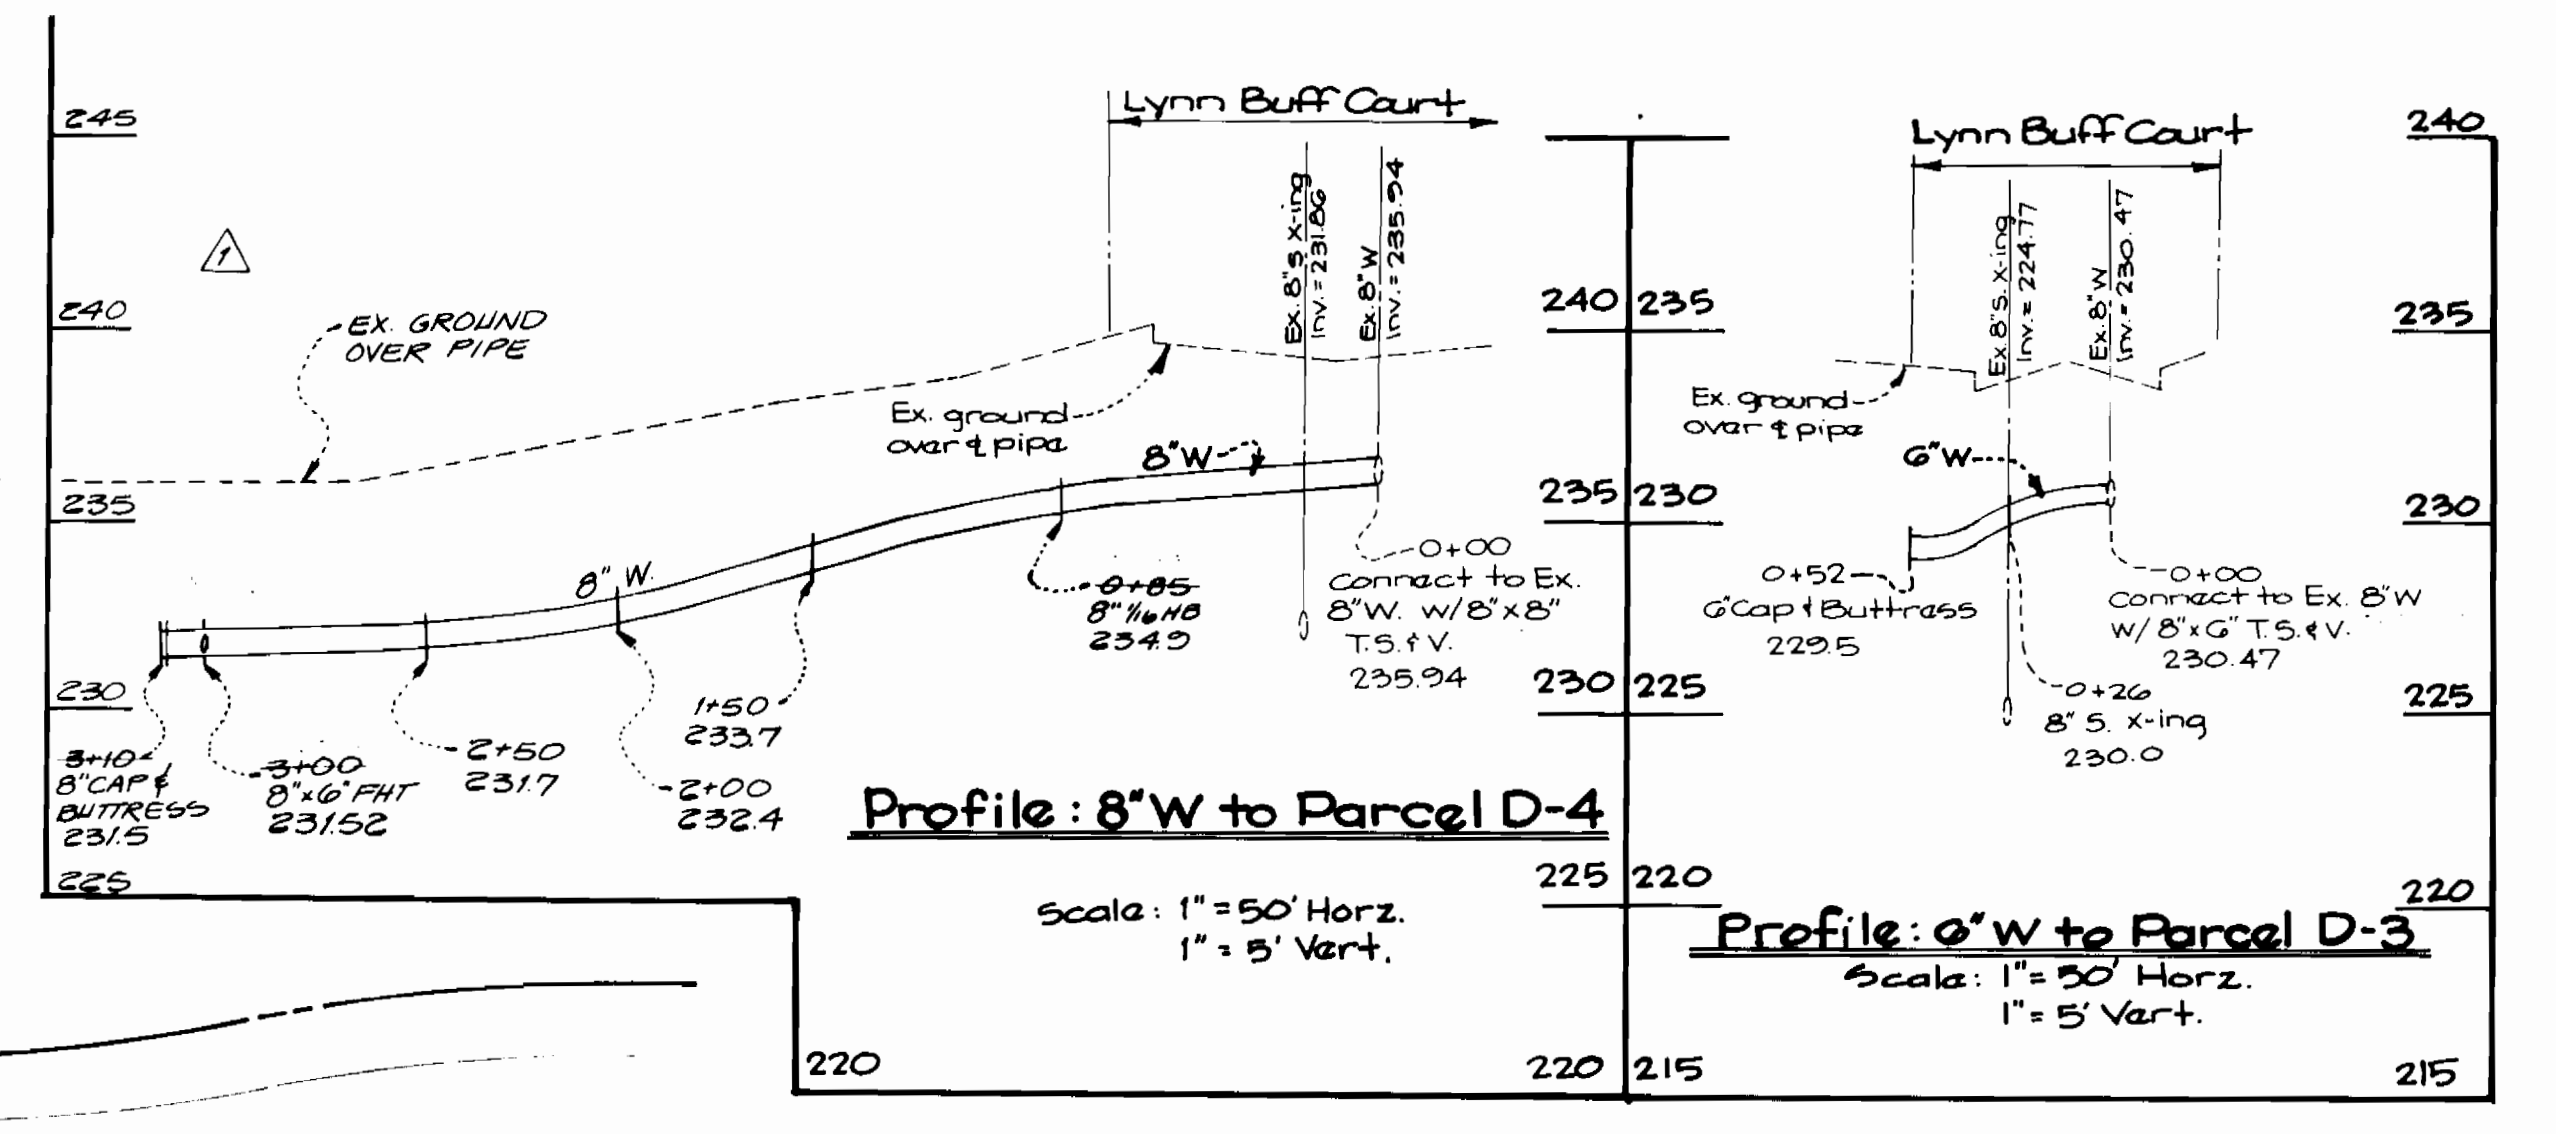 245
240
235
230
225
1
EX. GROUND
OVER PIPE
Lynn Buff Court
Ex. 8"S X-ing
Inv.= 231.86
Ex. 8"W
Inv.= 235.94
Ex. ground
over ℄ pipe
8"W
8" W.
3+10
8"CAP &
BUTTRESS
231.5
3+00
8"x6" FHT
231.52
2+50
231.7
2+00
232.4
1+50
233.7
0+85
8" 1/16 HB
234.9
0+00
Connect to Ex.
8"W. w/8"x8"
T.S. & V.
235.94
Profile: 8"W to Parcel D-4
Scale: 1"=50' Horz.
1" = 5' Vert.
240
235
230
225
220
220
235
230
225
220
215
Lynn Buff Court
Ex. 8"S. X-ing
Inv.= 224.77
Ex. 8"W
Inv.= 230.47
Ex. ground
over ℄ pipe
6"W
0+52
6"Cap & Buttress
229.5
0+00
Connect to Ex. 8"W
W/ 8"x6" T.S. & V.
230.47
0+26
8" S. X-ing
230.0
240
235
230
225
220
Profile: 6"W to Parcel D-3
Scale: 1"= 50' Horz.
1"= 5' Vert.
215